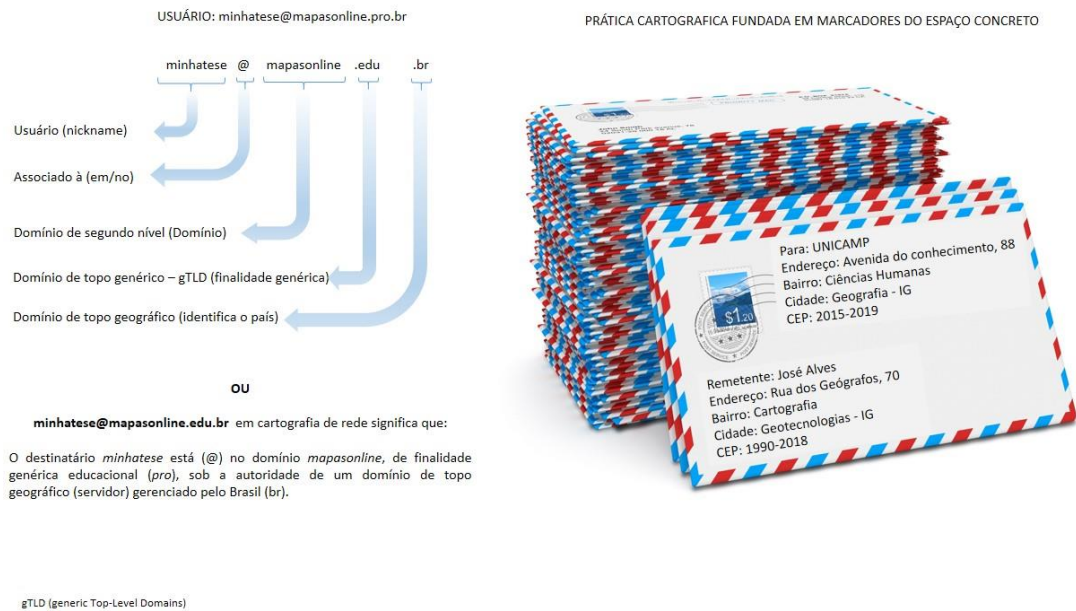 USUÁRIO: minhatese@mapasonline.pro.br
minhatese @ mapasonline .edu .br
Usuário (nickname)
Associado à (em/no)
Domínio de segundo nível (Domínio)
Domínio de topo genérico – gTLD (finalidade genérica)
Domínio de topo geográfico (identifica o país)
OU
minhatese@mapasonline.edu.br em cartografia de rede significa que:
O destinatário minhatese está (@) no domínio mapasonline, de finalidade
genérica educacional (pro), sob a autoridade de um domínio de topo
geográfico (servidor) gerenciado pelo Brasil (br).
gTLD (generic Top-Level Domains)
PRÁTICA CARTOGRAFICA FUNDADA EM MARCADORES DO ESPAÇO CONCRETO
Para: UNICAMP
Endereço: Avenida do conhecimento, 88
Bairro: Ciências Humanas
Cidade: Geografia - IG
CEP: 2015-2019
$1.20
Remetente: José Alves
Endereço: Rua dos Geógrafos, 70
Bairro: Cartografia
Cidade: Geotecnologias - IG
CEP: 1990-2018